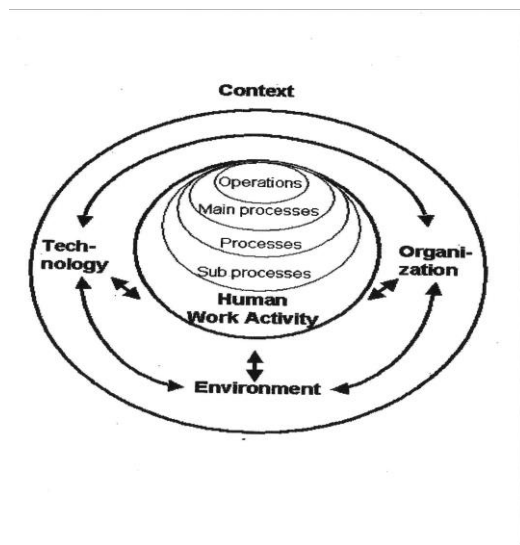 Context
Operations
Main processes
Processes
Sub processes
Human
Work Activity
Tech-
nology
Organi-
zation
Environment